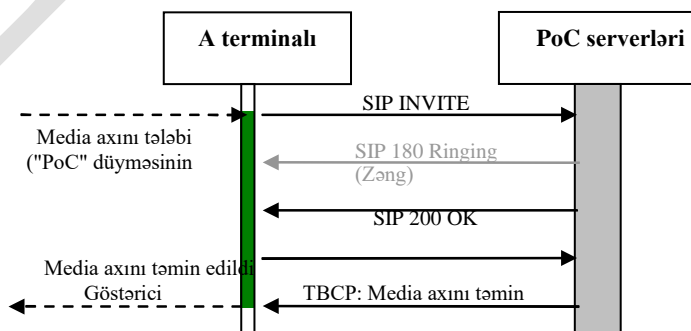 A terminalı
PoC serverləri
SIP INVITE
Media axını tələbi
("PoC" düyməsinin
SIP 180 Ringing
(Zəng)
SIP 200 OK
Media axını təmin edildi
Göstərici
TBCP: Media axını təmin